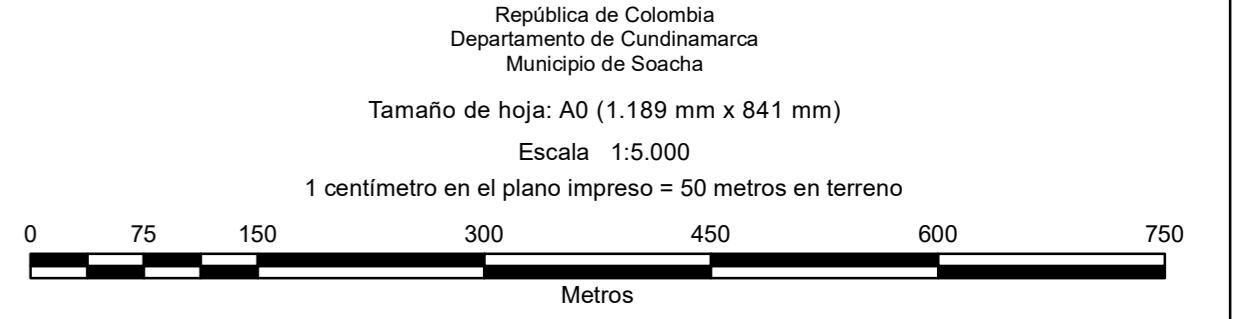 República de Colombia
Departamento de Cundinamarca
Municipio de Soacha
Tamaño de hoja: A0 (1.189 mm x 841 mm)
Escala 1:5.000
1 centímetro en el plano impreso = 50 metros en terreno
0 75 150 300 450 600 750
Metros